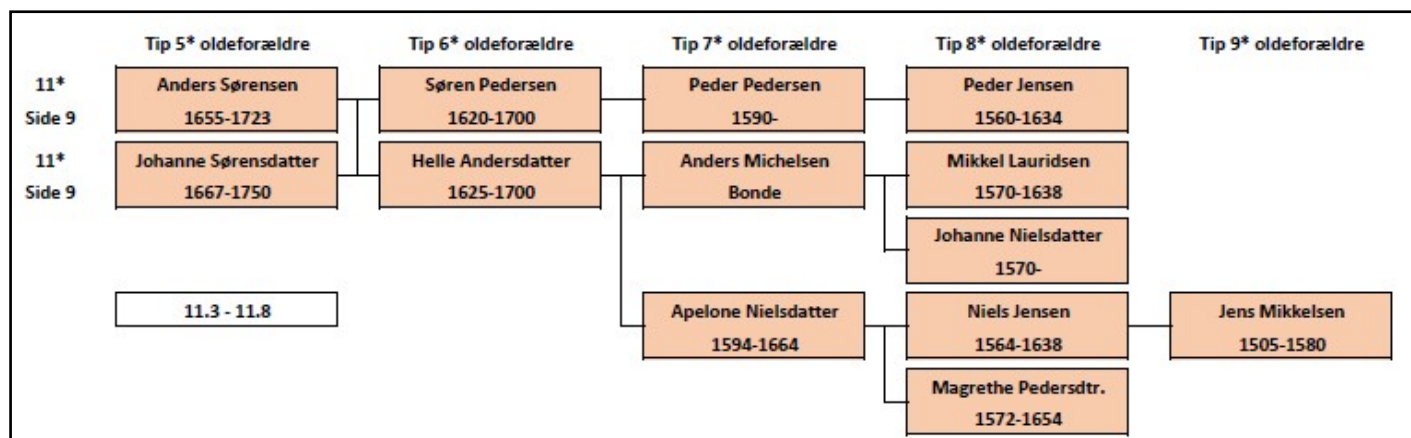 Tip 5* oldeforældre Tip 6* oldeforældre Tip 7* oldeforældre Tip 8* oldeforældre Tip 9* oldeforældre
11* Anders Sørensen Søren Pedersen Peder Pedersen Peder Jensen
Side 9 1655-1723 1620-1700 1590- 1560-1634
11* Johanne Sørensdatter Helle Andersdatter Anders Michelsen Mikkel Lauridsen
Side 9 1667-1750 1625-1700 Bonde 1570-1638
Johanne Nielsdatter
1570-
11.3 - 11.8 Apelone Nielsdatter Niels Jensen Jens Mikkelsen
1594-1664 1564-1638 1505-1580
Magrethe Pedersdtr.
1572-1654